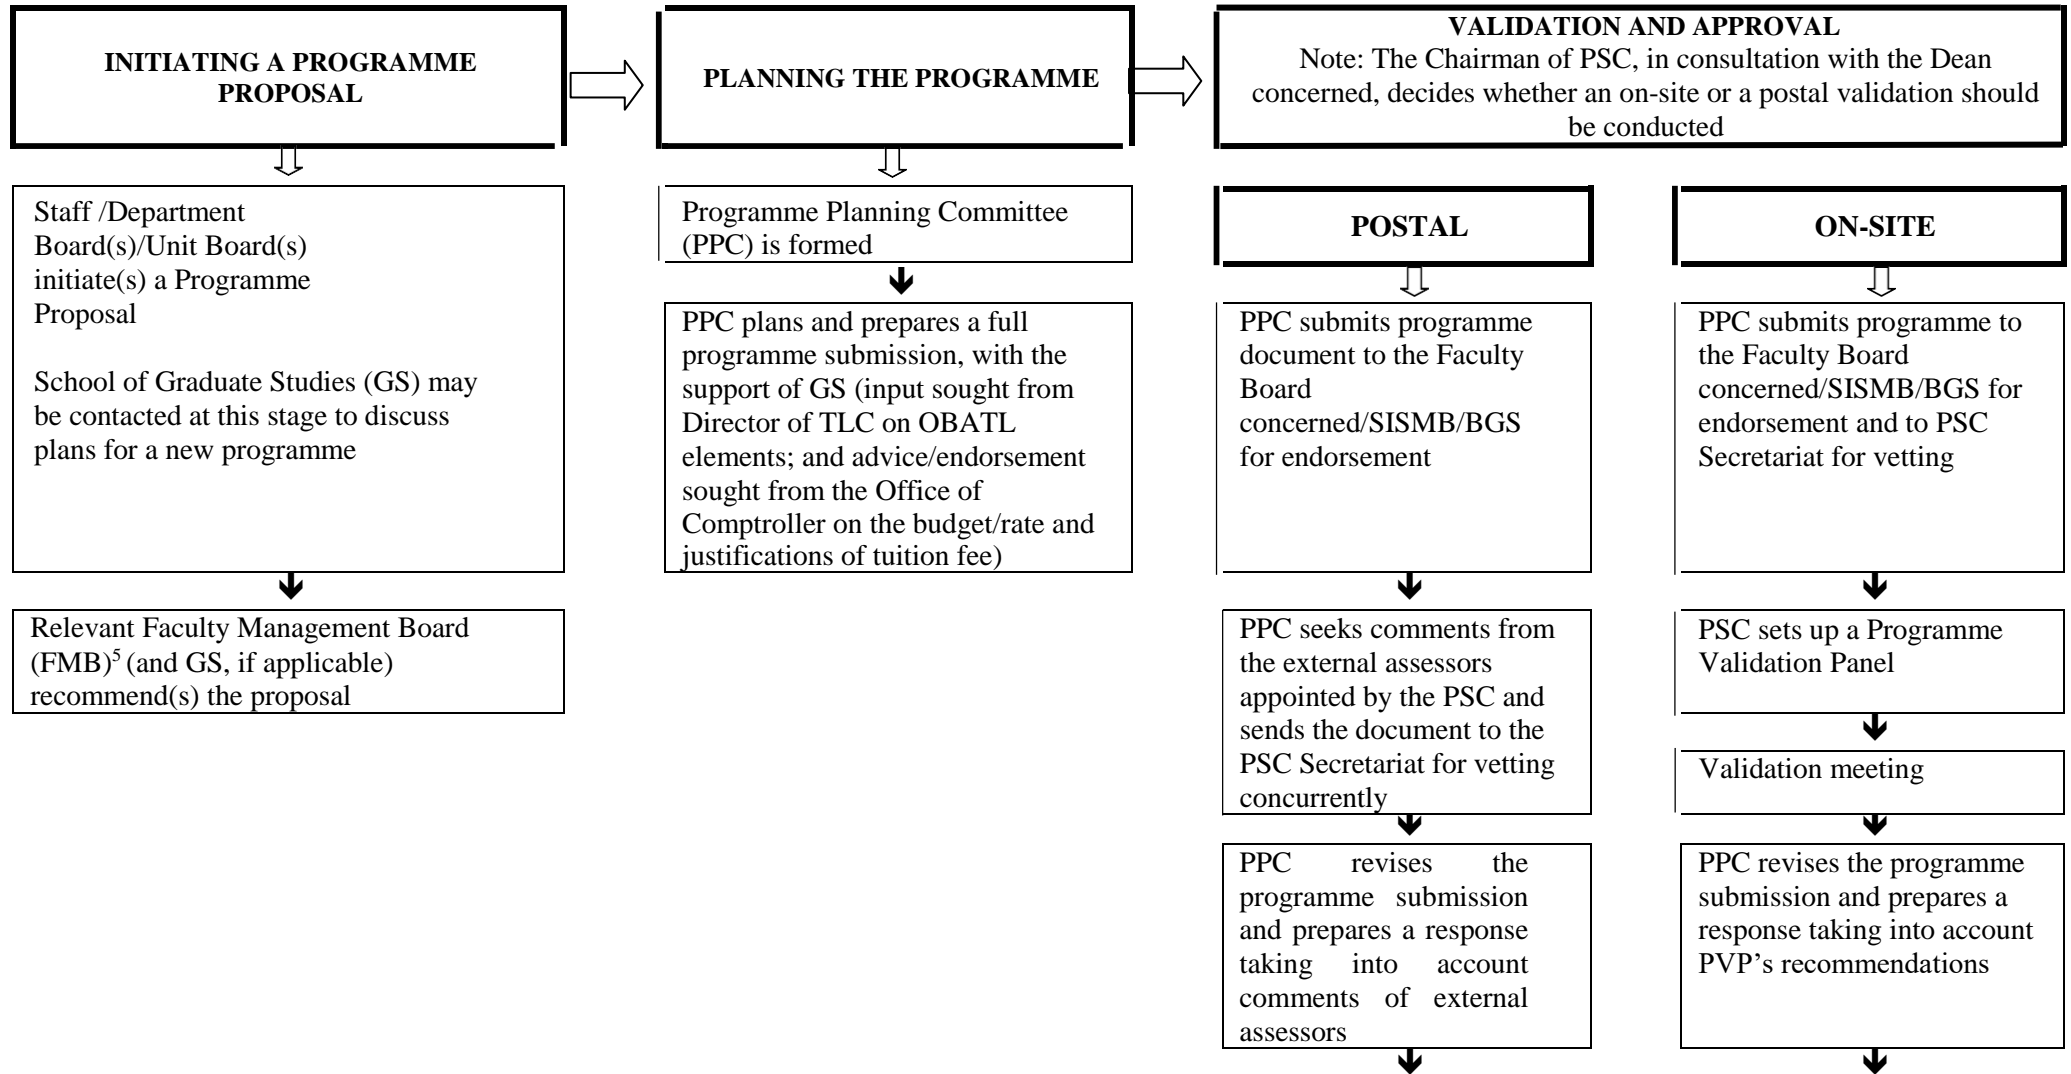 INITIATING A PROGRAMME
PROPOSAL
Staff /Department
Board(s)/Unit Board(s)
initiate(s) a Programme
Proposal
School of Graduate Studies (GS) may
be contacted at this stage to discuss
plans for a new programme
Relevant Faculty Management Board
(FMB)5 (and GS, if applicable)
recommend(s) the proposal
PLANNING THE PROGRAMME
Programme Planning Committee
(PPC) is formed
PPC plans and prepares a full
programme submission, with the
support of GS (input sought from
Director of TLC on OBATL
elements; and advice/endorsement
sought from the Office of
Comptroller on the budget/rate and
justifications of tuition fee)
VALIDATION AND APPROVAL
Note: The Chairman of PSC, in consultation with the Dean
concerned, decides whether an on-site or a postal validation should
be conducted
POSTAL
PPC submits programme
document to the Faculty
Board
concerned/SISMB/BGS
for endorsement
PPC seeks comments from
the external assessors
appointed by the PSC and
sends the document to the
PSC Secretariat for vetting
concurrently
PPC revises the
programme submission
and prepares a response
taking into account
comments of external
assessors
ON-SITE
PPC submits programme to
the Faculty Board
concerned/SISMB/BGS for
endorsement and to PSC
Secretariat for vetting
PSC sets up a Programme
Validation Panel
Validation meeting
PPC revises the programme
submission and prepares a
response taking into account
PVP’s recommendations